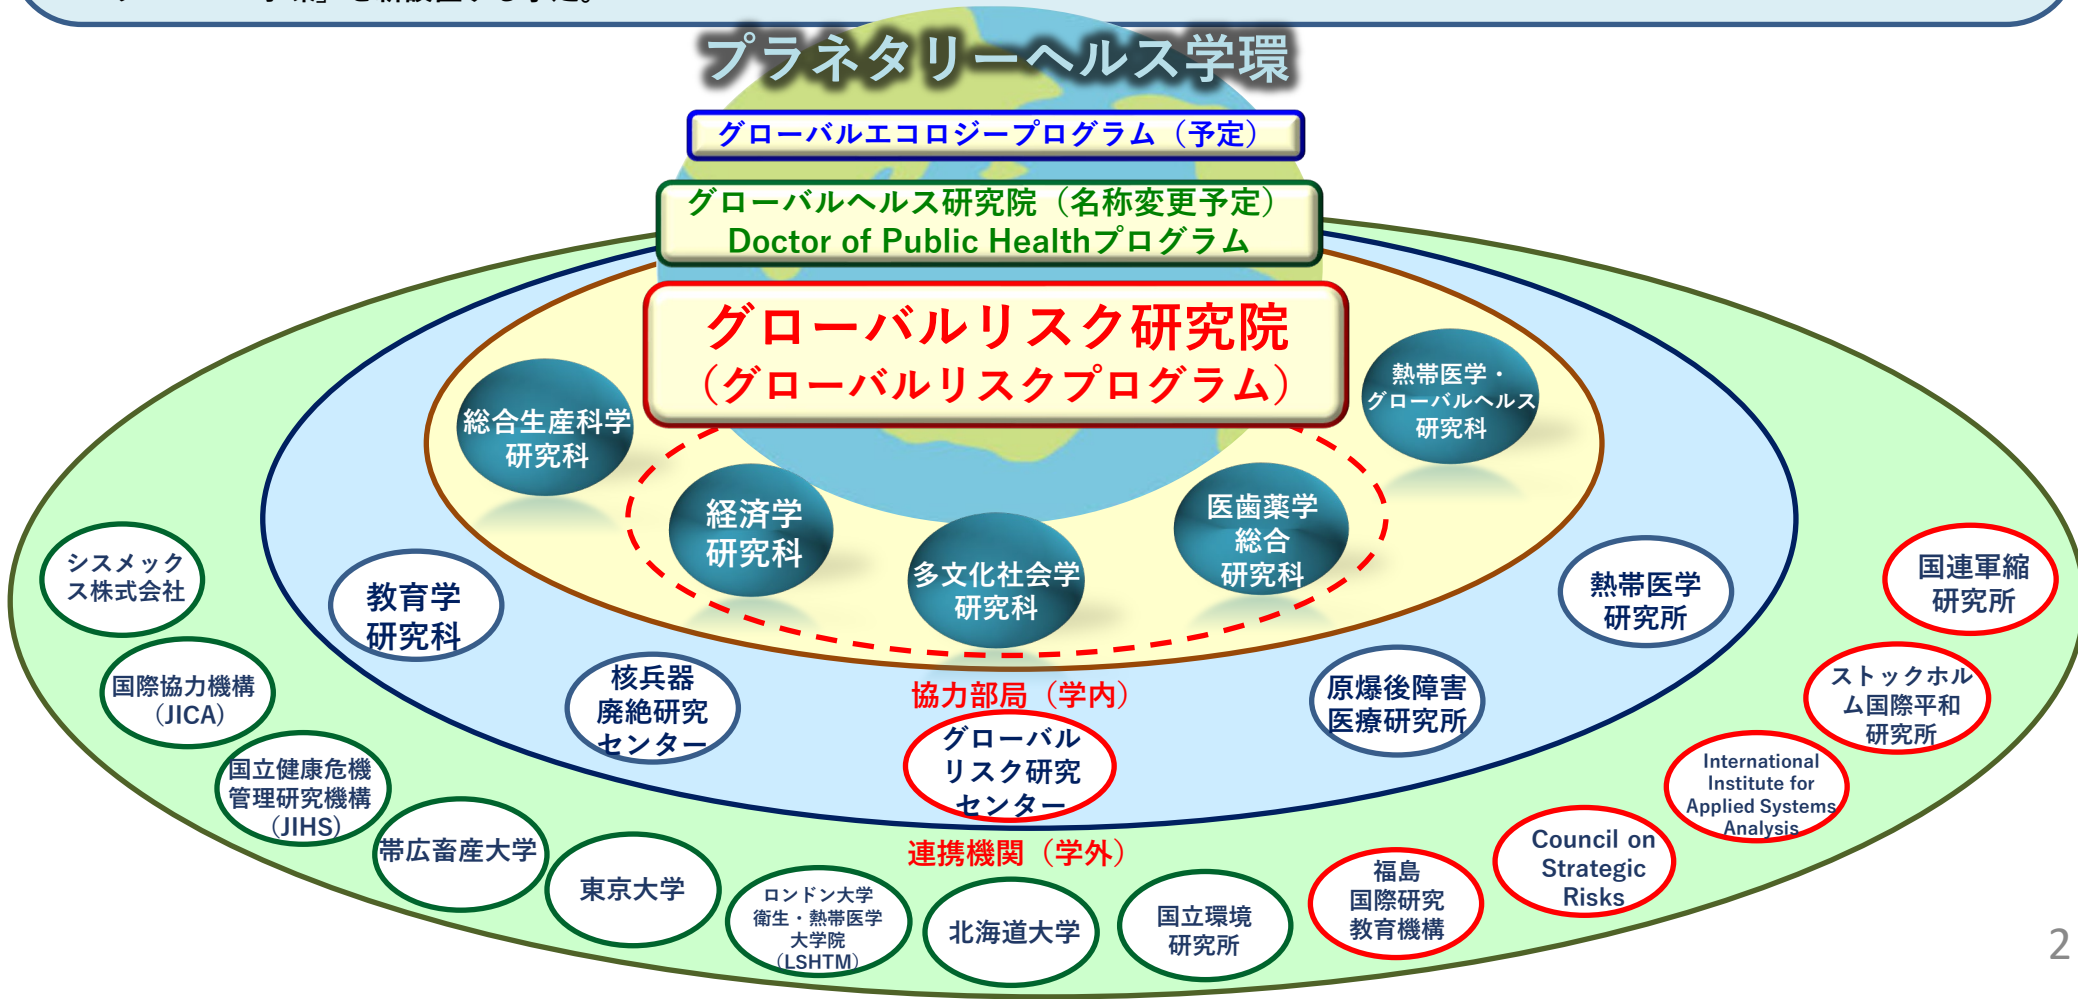 を新設置する予定。
プラネタリーヘルス学環
グローバルエコロジープログラム（予定）
グローバルヘルス研究院（名称変更予定）
Doctor of Public Healthプログラム
グローバルリスク研究院
（グローバルリスクプログラム）
熱帯医学・
グローバルヘルス
研究科
総合生産科学
研究科
経済学
研究科
医歯薬学
総合
研究科
多文化社会学
研究科
シスメック
ス株式会社
教育学
研究科
熱帯医学
研究所
国連軍縮
研究所
国際協力機構
（JICA）
核兵器
廃絶研究
センター
協力部局（学内）
グローバル
リスク研究
センター
原爆後障害
医療研究所
ストックホル
ム国際平和
研究所
国立健康危機
管理研究機構
（JIHS）
International
Institute for
Applied Systems
Analysis
帯広畜産大学
連携機関（学外）
東京大学
ロンドン大学
衛生・熱帯医学
大学院
（LSHTM）
北海道大学
国立環境
研究所
福島
国際研究
教育機構
Council on
Strategic
Risks
2